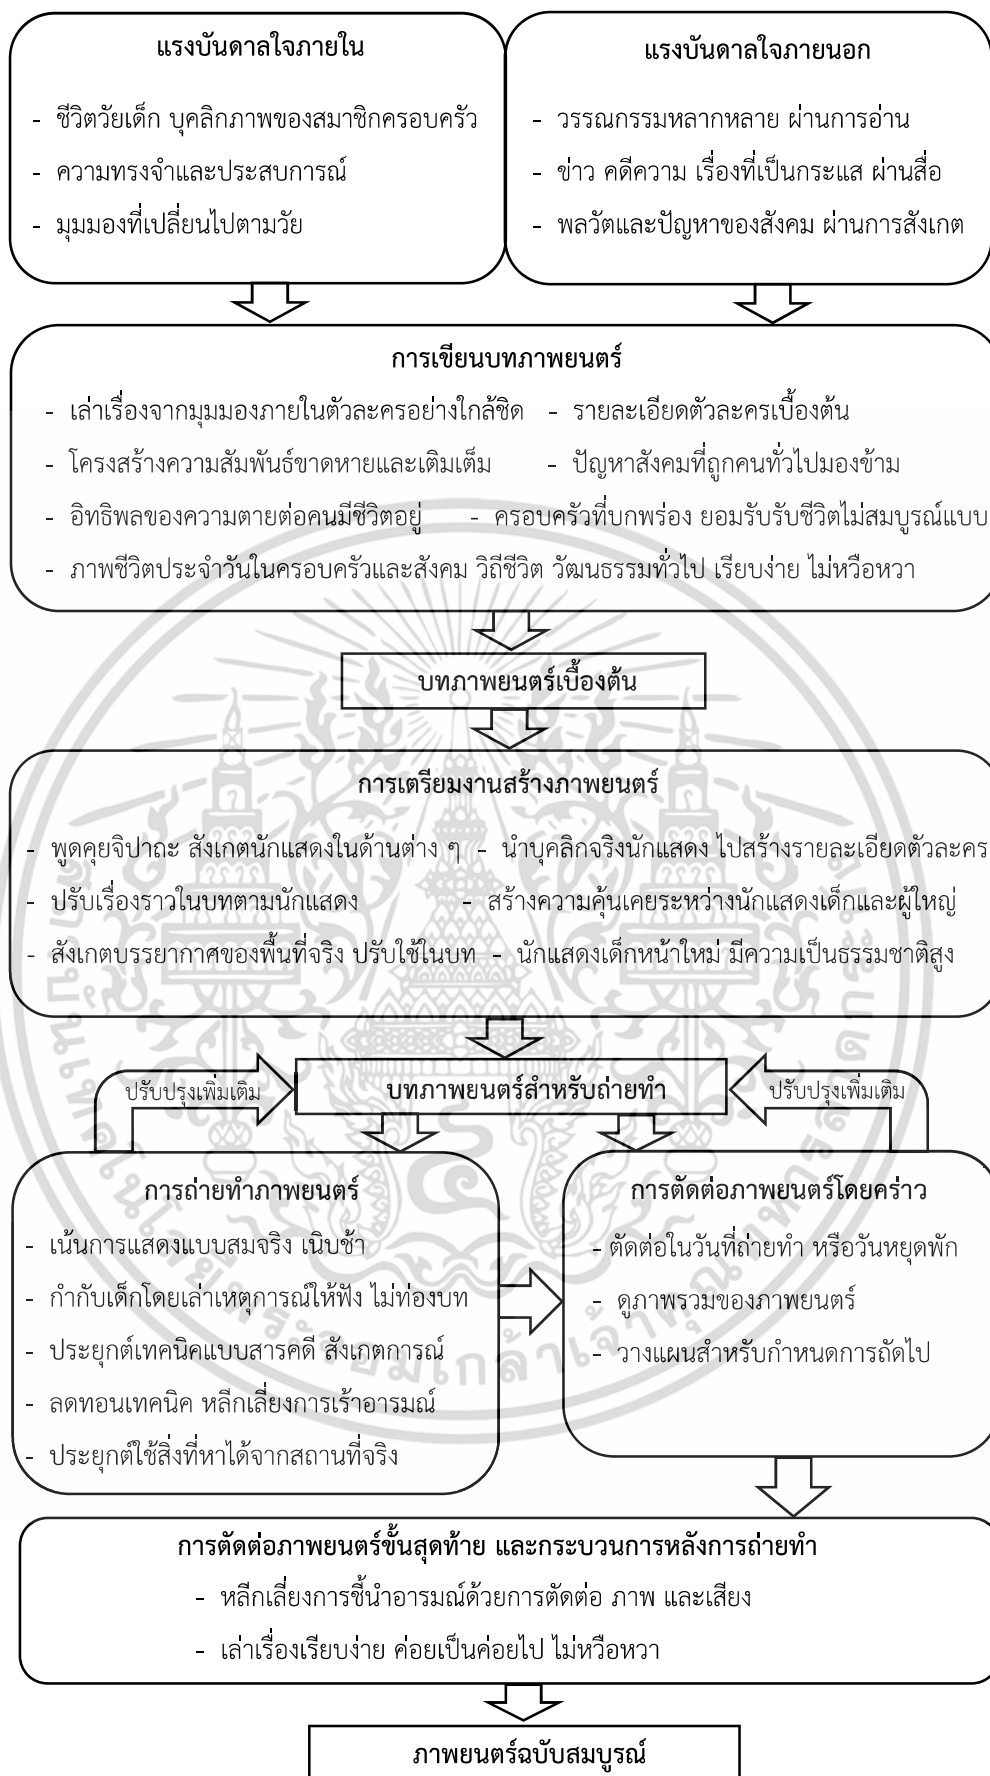 แรงบันดาลใจภายใน
- ชีวิตวัยเด็ก บุคลิกภาพของสมาชิกครอบครัว
- ความทรงจำและประสบการณ์
- มุมมองที่เปลี่ยนไปตามวัย
แรงบันดาลใจภายนอก
- วรรณกรรมหลากหลาย ผ่านการอ่าน
- ข่าว คดีความ เรื่องที่เป็นกระแส ผ่านสื่อ
- พลวัตและปัญหาของสังคม ผ่านการสังเกต
การเขียนบทภาพยนตร์
- เล่าเรื่องจากมุมมองภายในตัวละครอย่างใกล้ชิด - รายละเอียดตัวละครเบื้องต้น
- โครงสร้างความสัมพันธ์ขาดหายและเติมเต็ม - ปัญหาสังคมที่ถูกคนทั่วไปมองข้าม
- อิทธิพลของความตายต่อคนมีชีวิตอยู่ - ครอบครัวที่บกพร่อง ยอมรับรับชีวิตไม่สมบูรณ์แบบ
- ภาพชีวิตประจำวันในครอบครัวและสังคม วิถีชีวิต วัฒนธรรมทั่วไป เรียบง่าย ไม่หวือหวา
บทภาพยนตร์เบื้องต้น
การเตรียมงานสร้างภาพยนตร์
- พูดคุยจิปาถะ สังเกตนักแสดงในด้านต่าง ๆ - นำบุคลิกจริงนักแสดง ไปสร้างรายละเอียดตัวละคร
- ปรับเรื่องราวในบทตามนักแสดง - สร้างความคุ้นเคยระหว่างนักแสดงเด็กและผู้ใหญ่
- สังเกตบรรยากาศของพื้นที่จริง ปรับใช้ในบท - นักแสดงเด็กหน้าใหม่ มีความเป็นธรรมชาติสูง
บทภาพยนตร์สำหรับถ่ายทำ
ปรับปรุงเพิ่มเติม
ปรับปรุงเพิ่มเติม
การถ่ายทำภาพยนตร์
- เน้นการแสดงแบบสมจริง เนิบช้า
- กำกับเด็กโดยเล่าเหตุการณ์ให้ฟัง ไม่ท่องบท
- ประยุกต์เทคนิคแบบสารคดี สังเกตการณ์
- ลดทอนเทคนิค หลีกเลี่ยงการเร้าอารมณ์
- ประยุกต์ใช้สิ่งที่หาได้จากสถานที่จริง
การตัดต่อภาพยนตร์โดยคร่าว
- ตัดต่อในวันที่ถ่ายทำ หรือวันหยุดพัก
- ดูภาพรวมของภาพยนตร์
- วางแผนสำหรับกำหนดการถัดไป
การตัดต่อภาพยนตร์ขั้นสุดท้าย และกระบวนการหลังการถ่ายทำ
- หลีกเลี่ยงการชี้นำอารมณ์ด้วยการตัดต่อ ภาพ และเสียง
- เล่าเรื่องเรียบง่าย ค่อยเป็นค่อยไป ไม่หวือหวา
ภาพยนตร์ฉบับสมบูรณ์